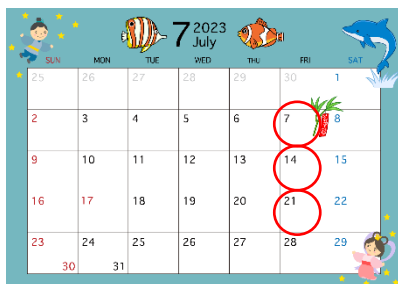 7 2023 July
SUN MON TUE WED THU FRI SAT
25 26 27 28 29 30 1
2 3 4 5 6 7 8
9 10 11 12 13 14 15
16 17 18 19 20 21 22
23 24 25 26 27 28 29
30 31